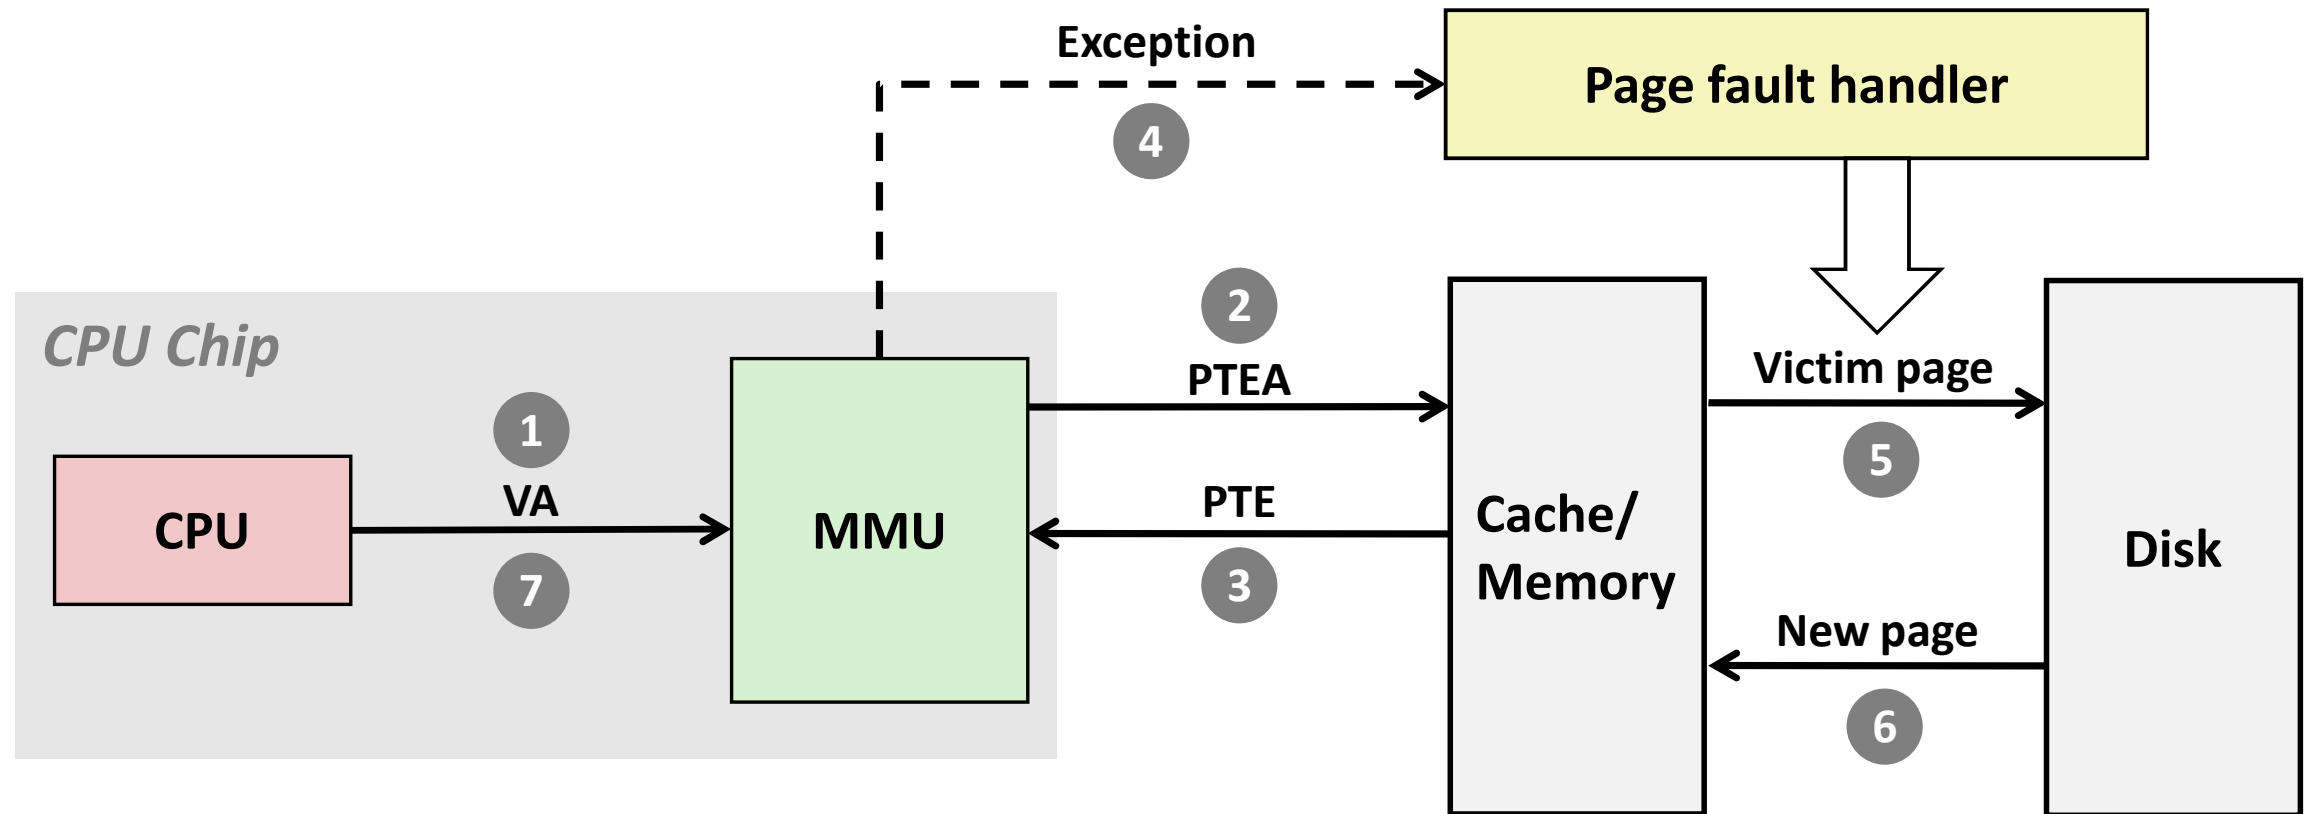 Exception
Page fault handler
4
2
CPU Chip
PTEA
Victim page
1
5
VA
PTE
CPU
MMU
Cache/
Memory
Disk
7
3
New page
6